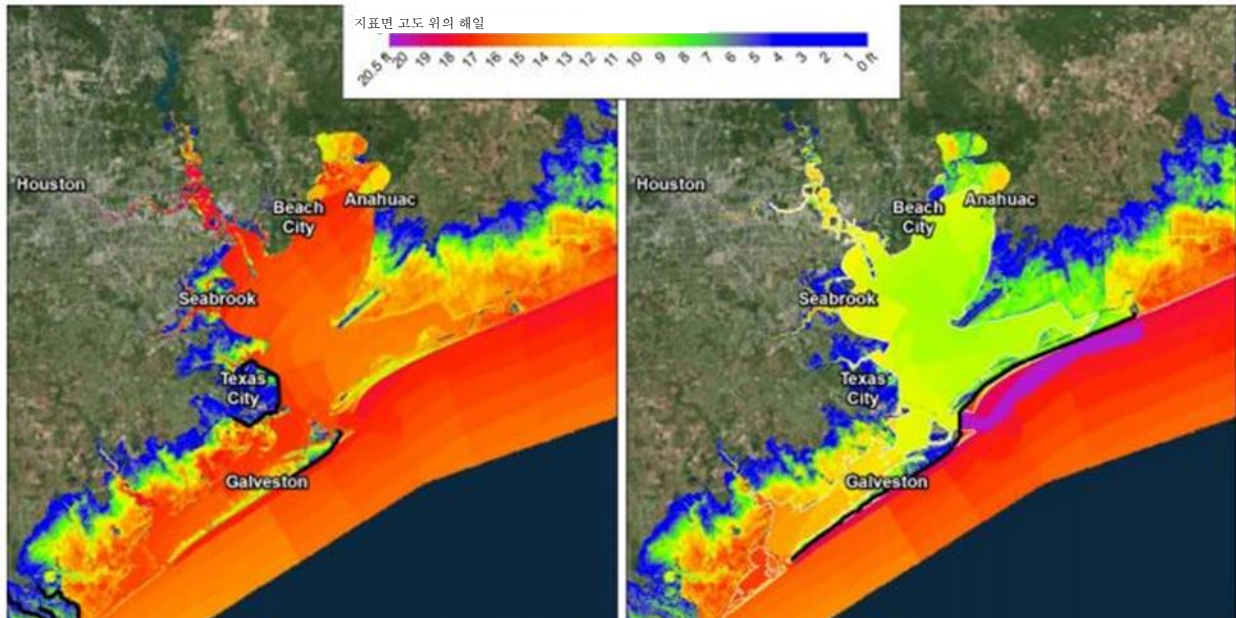 지표면 고도 위의 해일
20.5 ft 20 19 18 17 16 15 14 13 12 11 10 9 8 7 6 5 4 3 2 1 0 ft
Houston
Beach
City
Anahuac
Seabrook
Texas
City
Galveston
Houston
Beach
City
Anahuac
Seabrook
Texas
City
Galveston